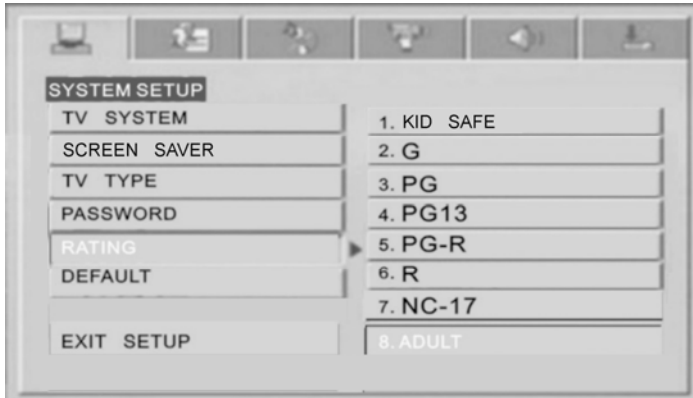 SYSTEM SETUP
TV SYSTEM
SCREEN SAVER
TV TYPE
PASSWORD
RATING
DEFAULT
EXIT SETUP
1. KID SAFE
2. G
3. PG
4. PG13
5. PG-R
6. R
7. NC-17
8. ADULT